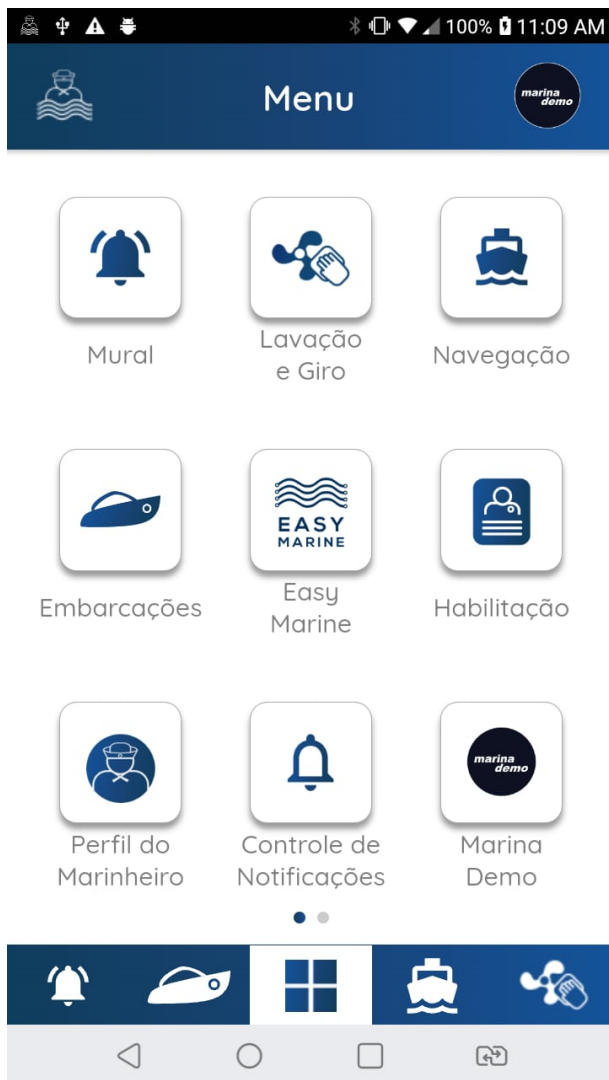 100% 11:09 AM
Menu
marina
demo
Mural
Lavação
e Giro
Navegação
EASY
MARINE
Embarcações
Easy
Marine
Habilitação
marina
demo
Perfil do
Marinheiro
Controle de
Notificações
Marina
Demo